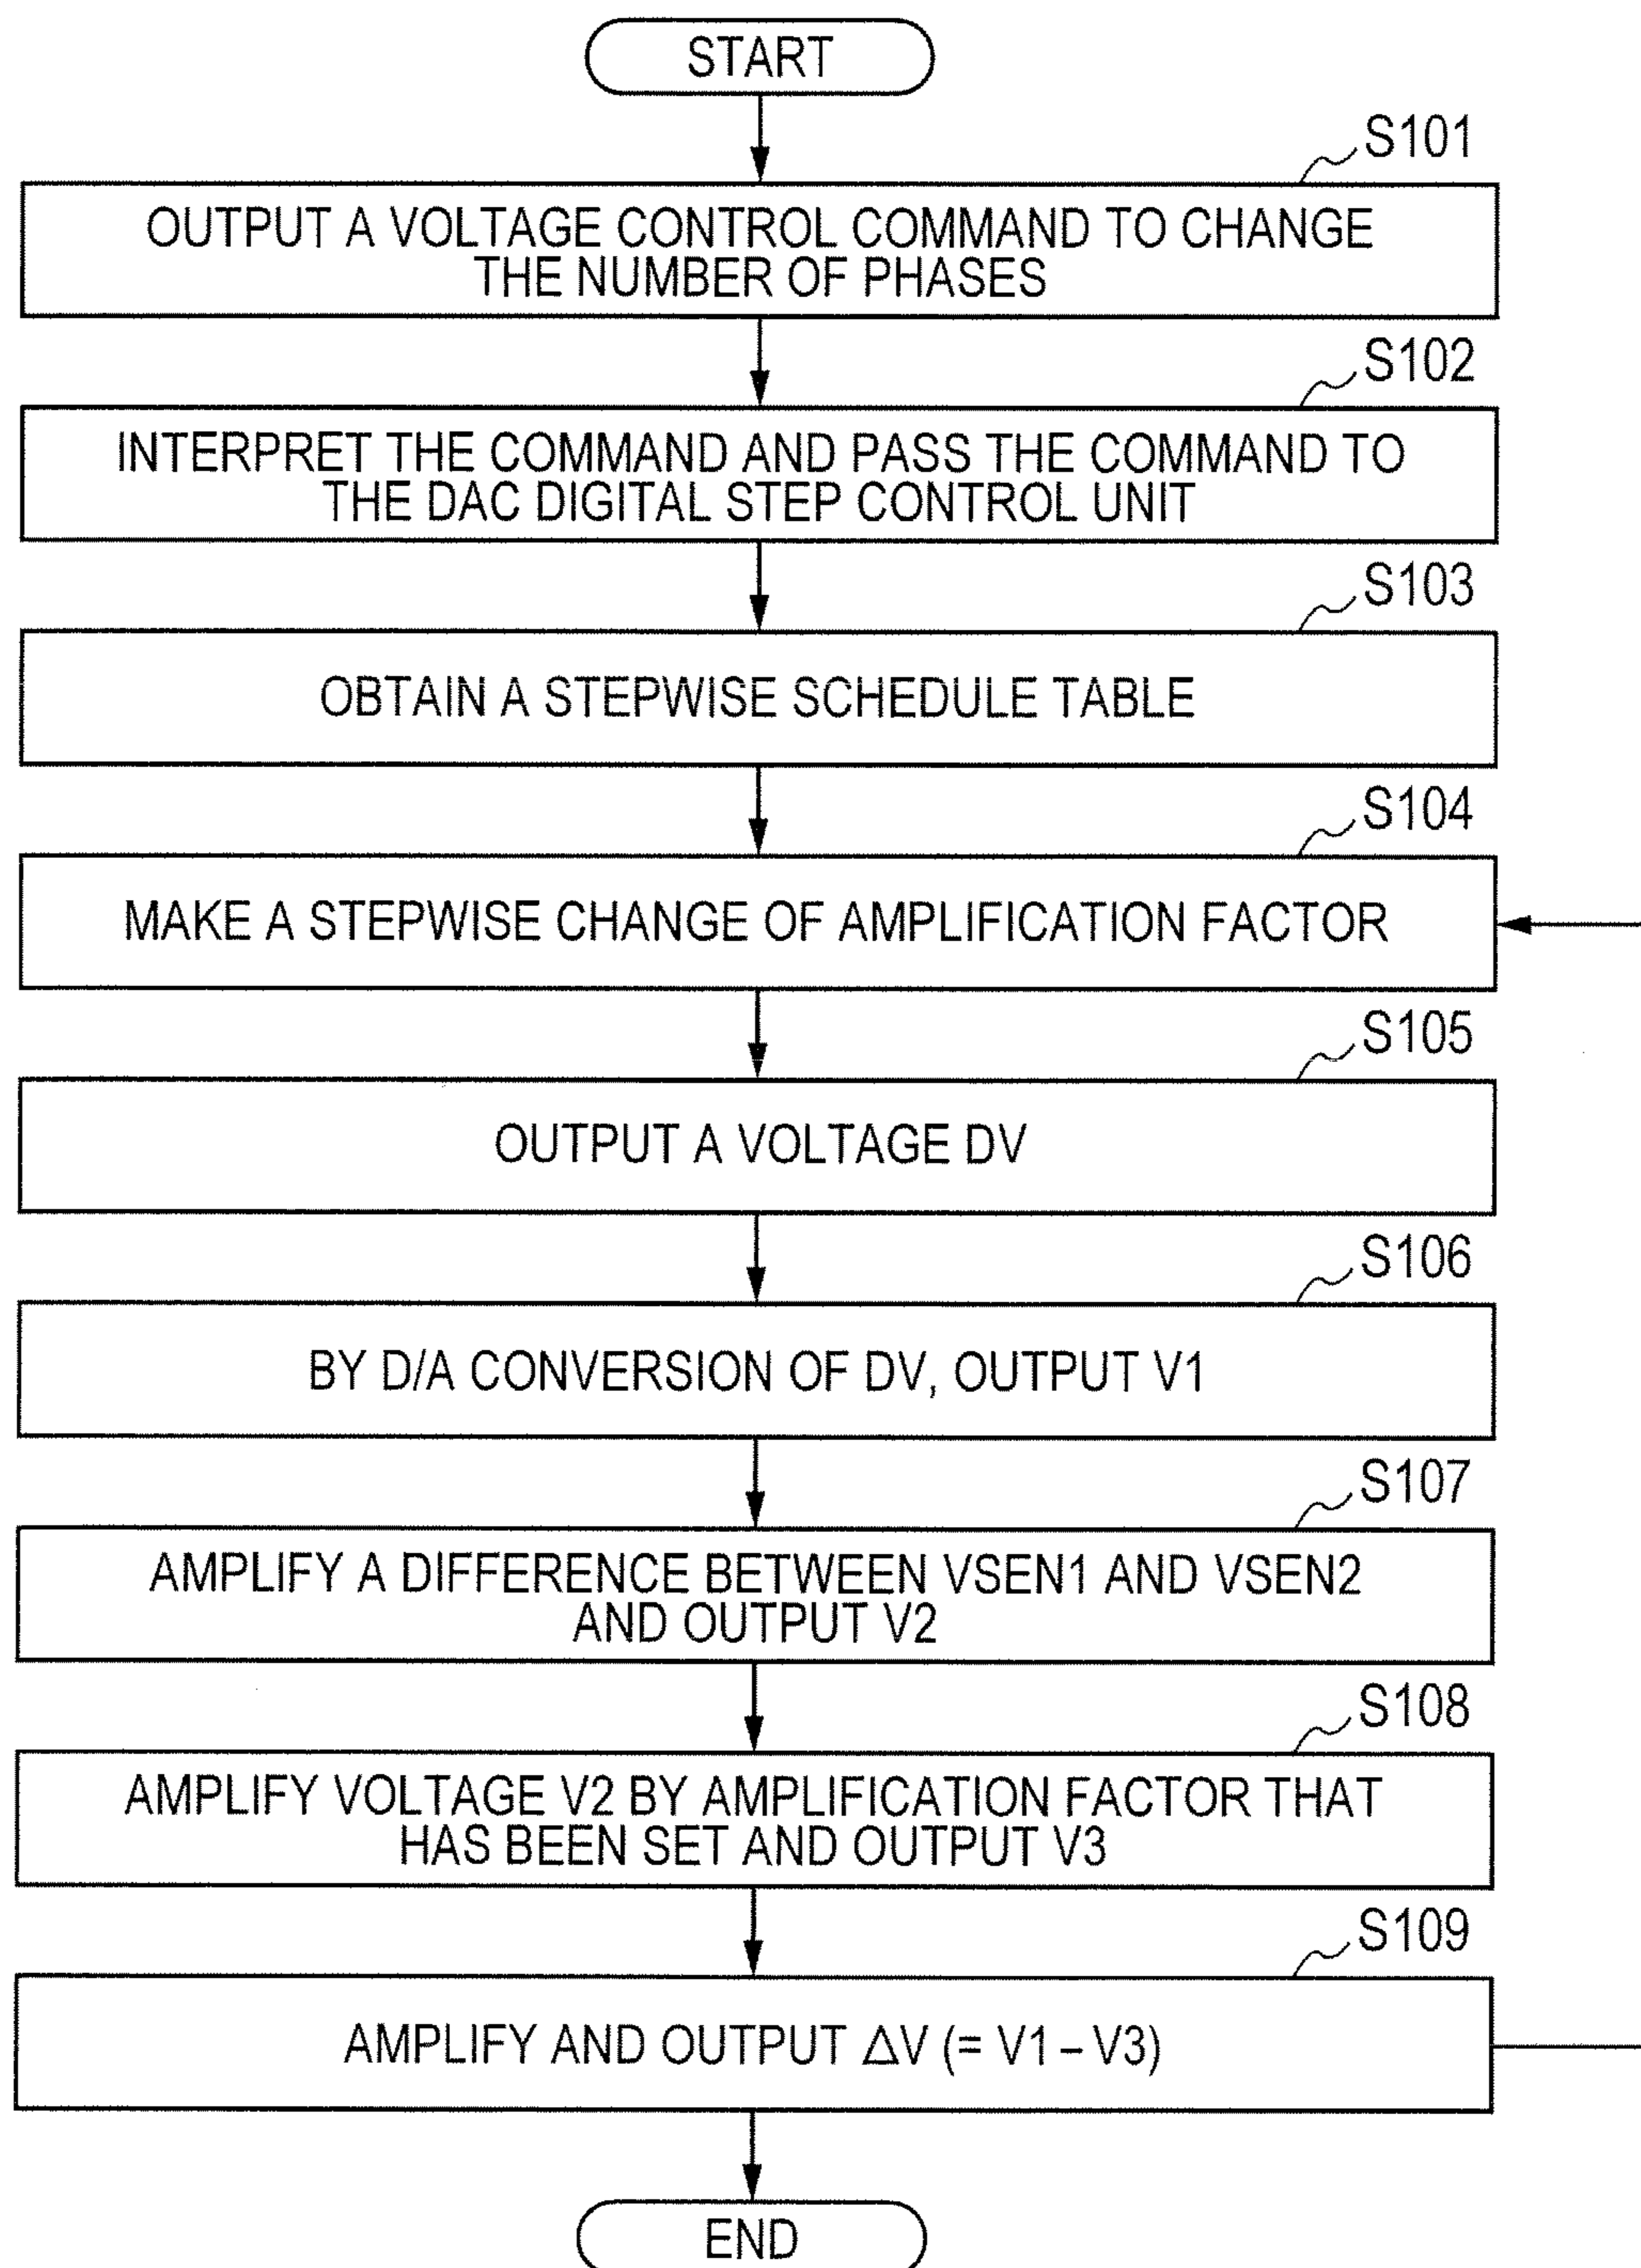 START
S101
OUTPUT A VOLTAGE CONTROL COMMAND TO CHANGE
THE NUMBER OF PHASES
S102
INTERPRET THE COMMAND AND PASS THE COMMAND TO
THE DAC DIGITAL STEP CONTROL UNIT
S103
OBTAIN A STEPWISE SCHEDULE TABLE
S104
MAKE A STEPWISE CHANGE OF AMPLIFICATION FACTOR
S105
OUTPUT A VOLTAGE DV
S106
BY D/A CONVERSION OF DV, OUTPUT V1
S107
AMPLIFY A DIFFERENCE BETWEEN VSEN1 AND VSEN2
AND OUTPUT V2
S108
AMPLIFY VOLTAGE V2 BY AMPLIFICATION FACTOR THAT
HAS BEEN SET AND OUTPUT V3
S109
AMPLIFY AND OUTPUT ΔV (= V1 – V3)
END